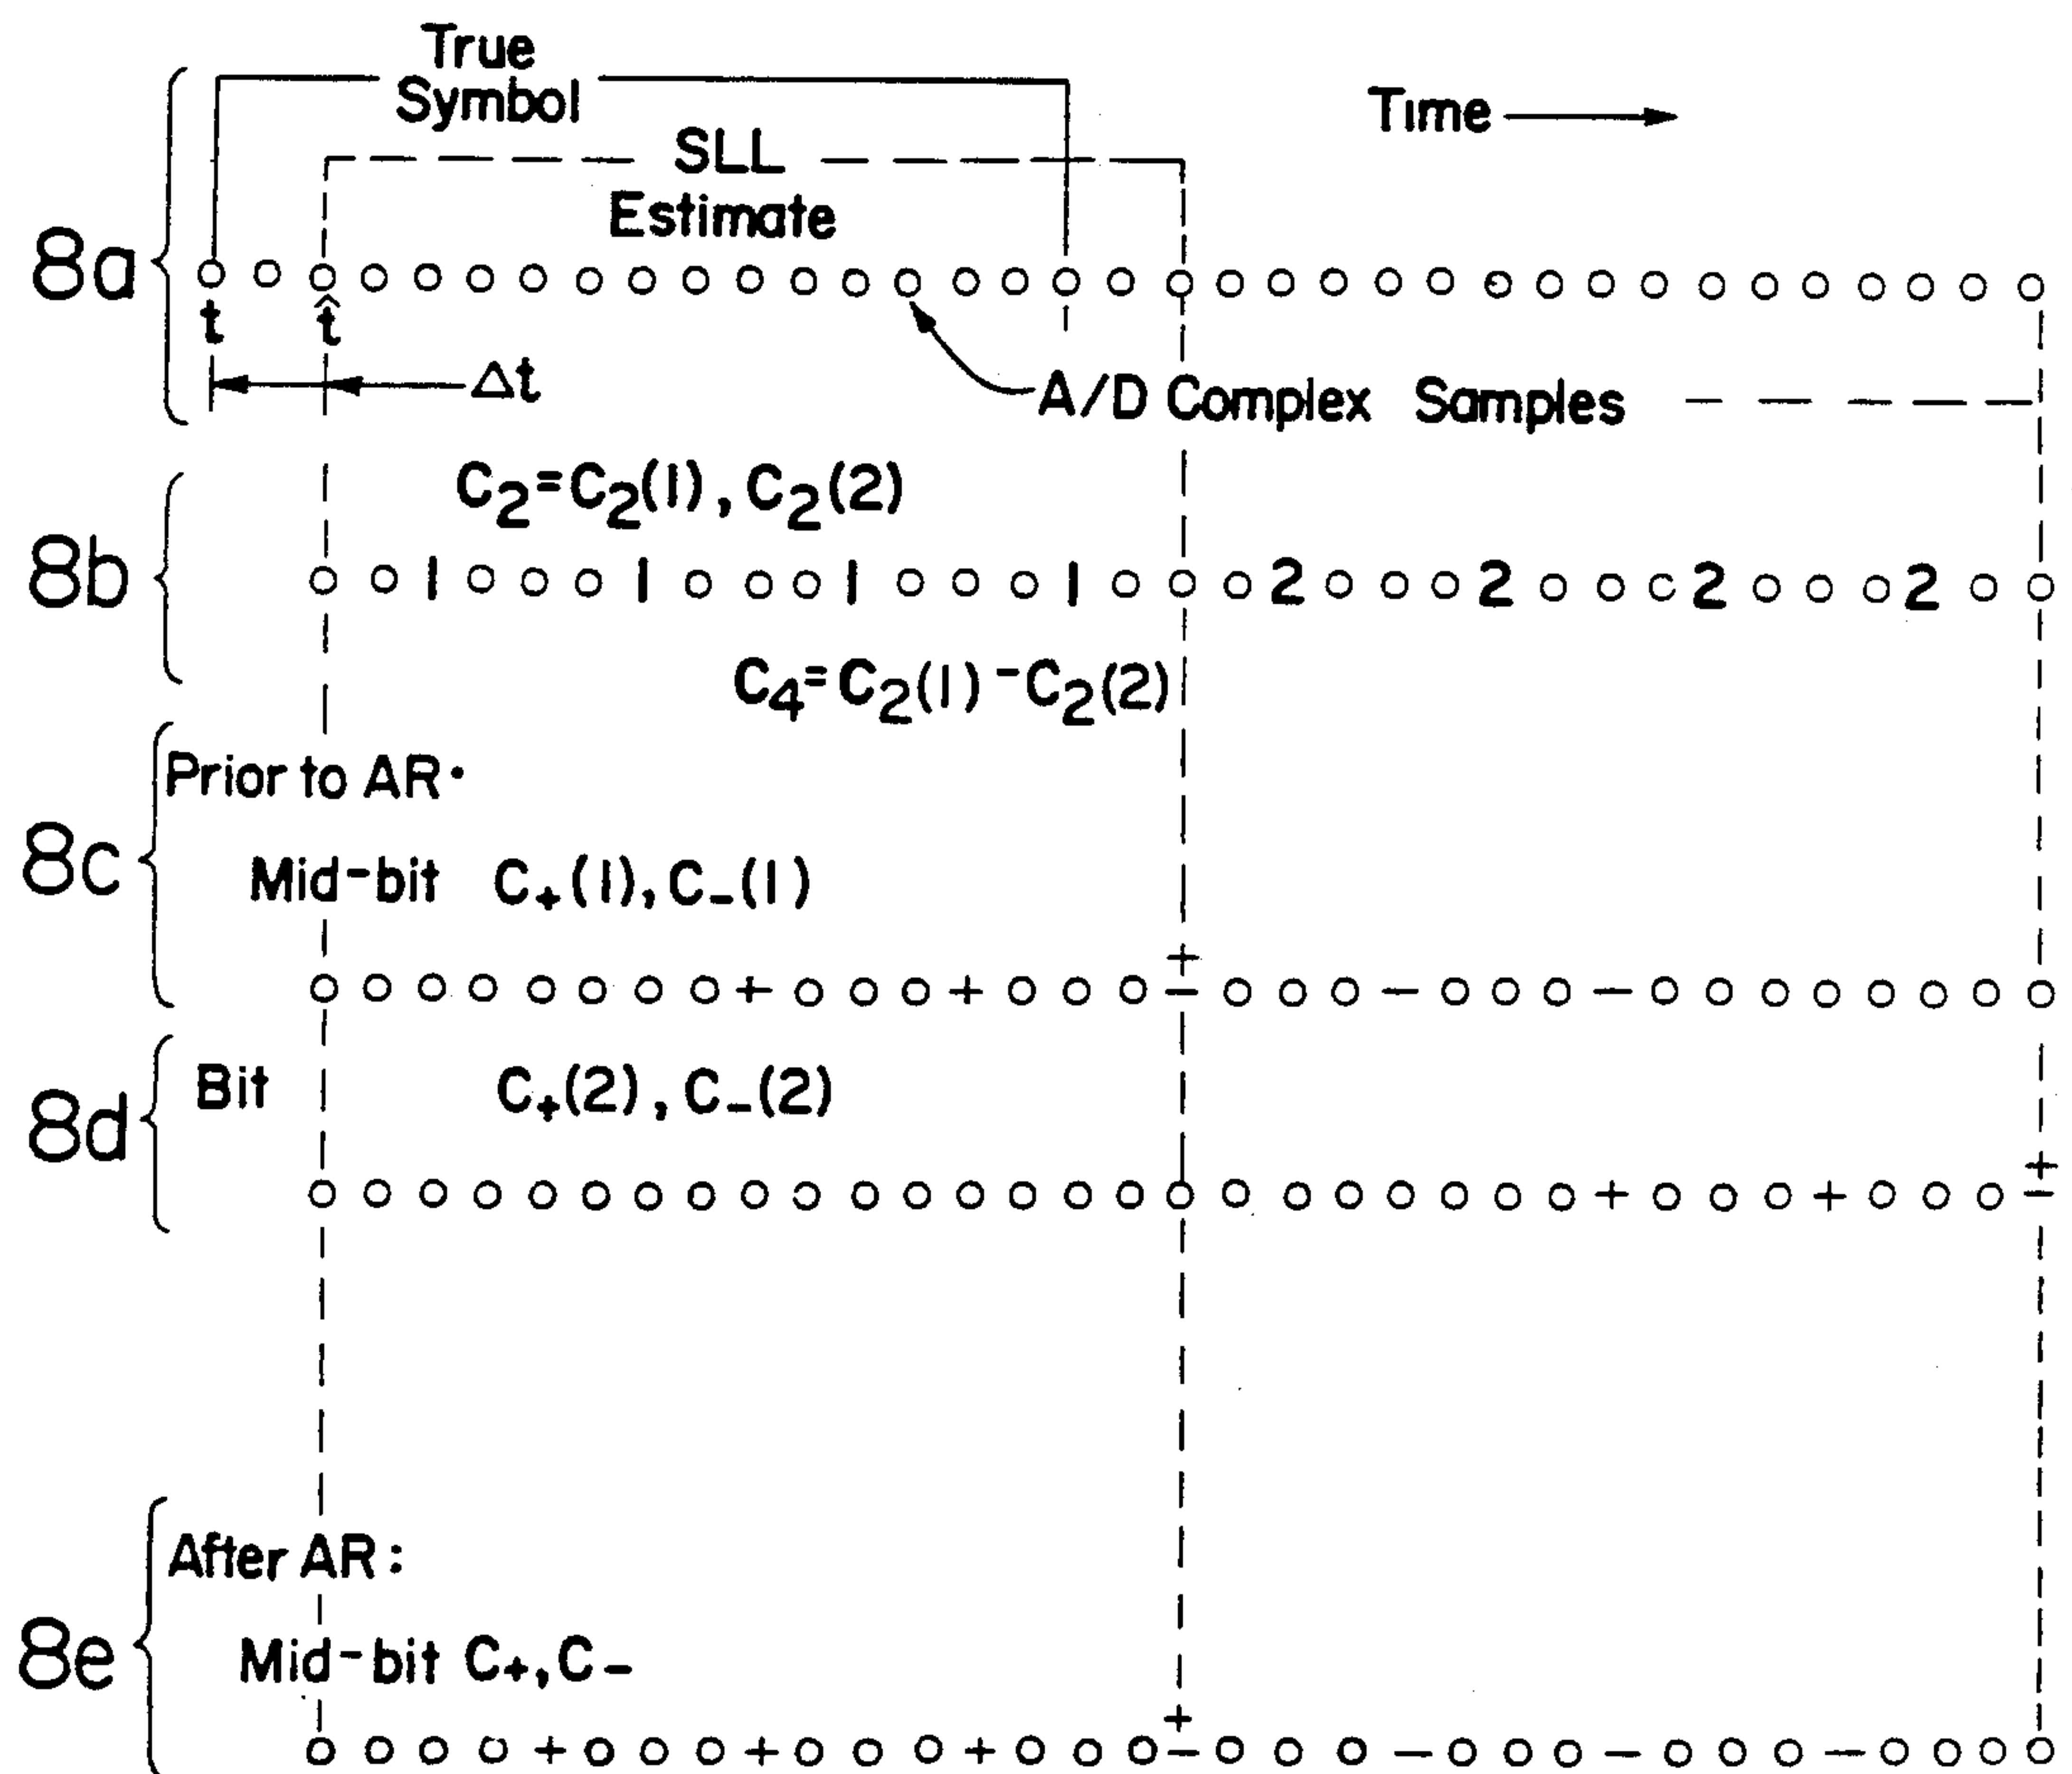 True
Symbol
Time
SLL
Estimate
8a
t
t̂
Δt
A/D Complex Samples
C₂=C₂(1), C₂(2)
8b
o o 1 o o o 1 o o o 1 o o o 1 o o o 2 o o o 2 o o o 2 o o o 2 o o
C₄=C₂(1)-C₂(2)
Prior to AR·
8c
Mid-bit C₊(1), C₋(1)
+
o o o o o o o o + o o o + o o o - o o o - o o o - o o o o o o o o
Bit
C₊(2), C₋(2)
8d
+
o o o o o o o o o o o o o o o o o o o o o o o o + o o o + o o o -
After AR:
8e
Mid-bit C₊, C₋
+
o o o o + o o o + o o o + o o o - o o o - o o o - o o o - o o o o